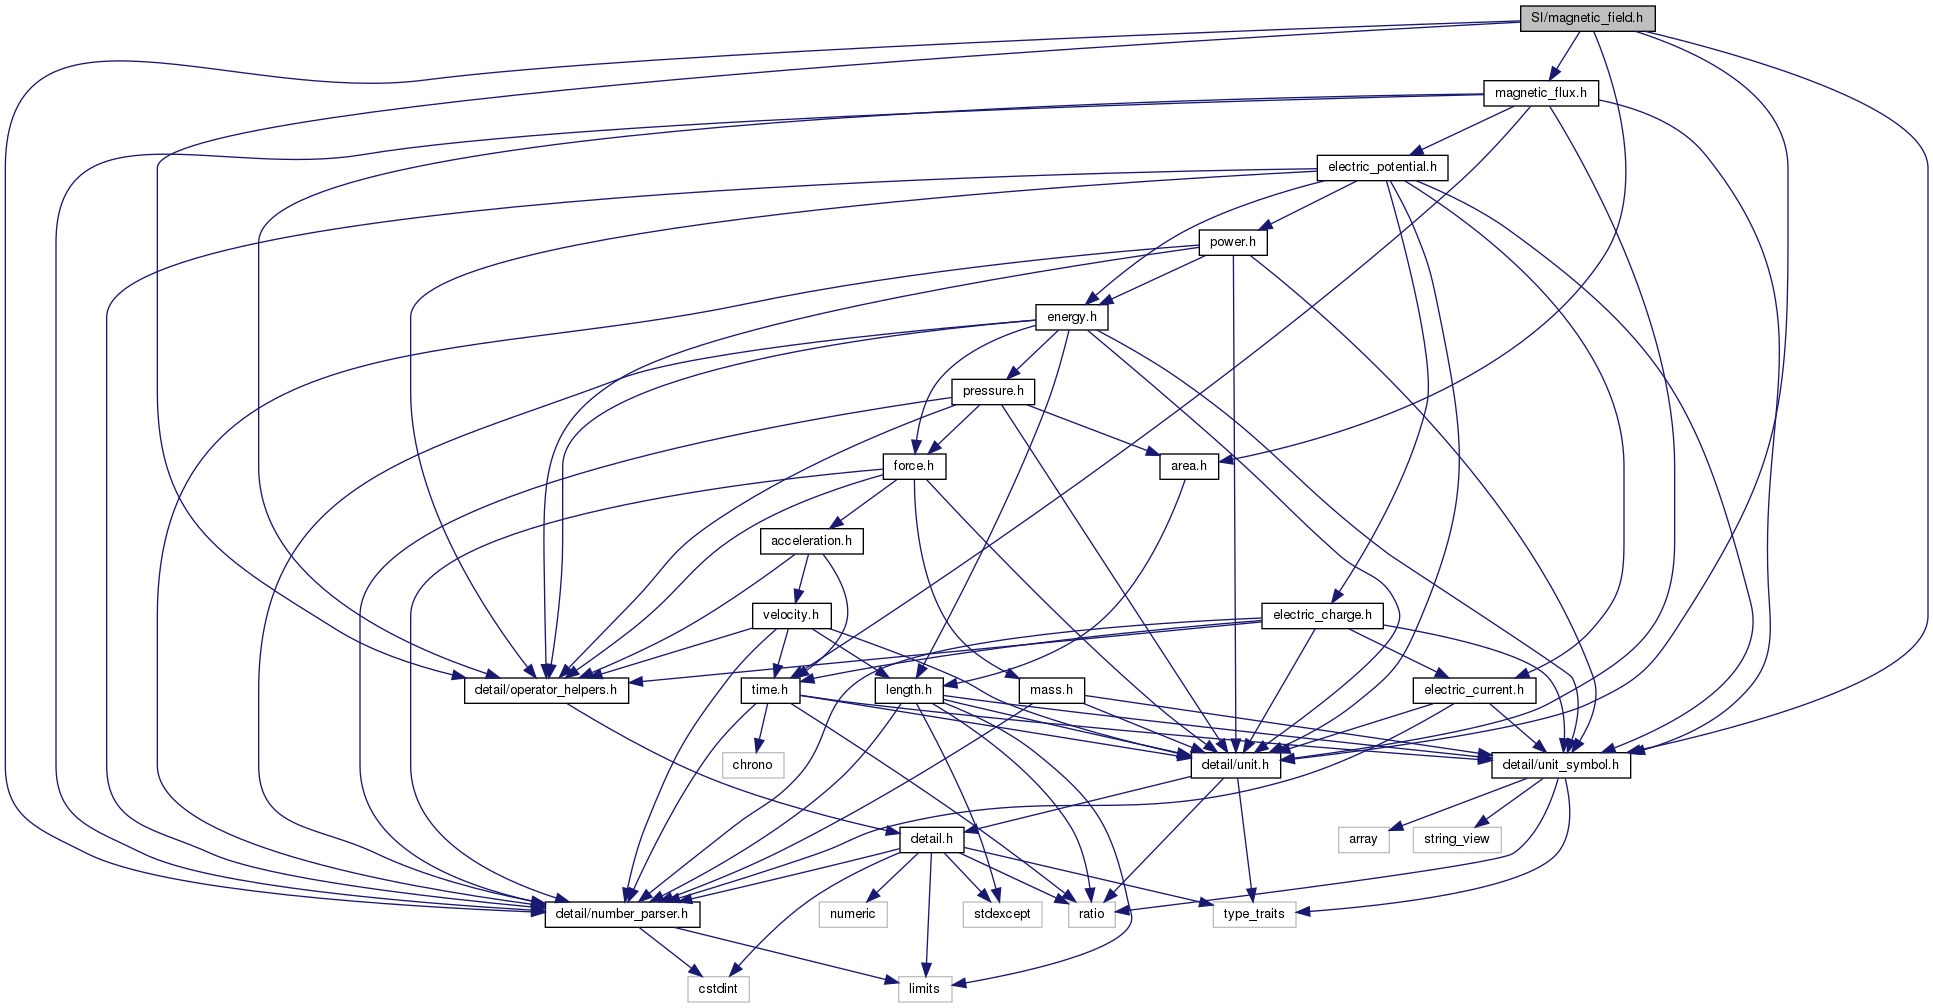 SI/magnetic_field.h
magnetic_flux.h
electric_potential.h
power.h
energy.h
pressure.h
force.h
area.h
acceleration.h
velocity.h
electric_charge.h
detail/operator_helpers.h
time.h
length.h
mass.h
electric_current.h
chrono
detail/unit.h
detail/unit_symbol.h
detail.h
array
string_view
detail/number_parser.h
numeric
stdexcept
ratio
type_traits
cstdint
limits